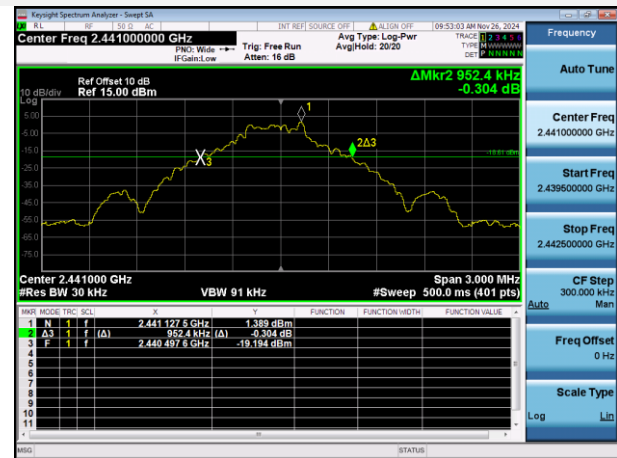 Keysight Spectrum Analyzer - Swept SA
RL RF 50 Ω AC INT REF SOURCE OFF ALIGN OFF 09:53:03 AM Nov 26, 2024
Center Freq 2.441000000 GHz
PNO: Wide
IFGain:Low
Trig: Free Run
Atten: 16 dB
Avg Type: Log-Pwr
Avg|Hold: 20/20
TRACE 1 2 3 4 5 6
TYPE M WWWWW
DET P N N N N N
Frequency
Auto Tune
Center Freq
2.441000000 GHz
Start Freq
2.439500000 GHz
Stop Freq
2.442500000 GHz
CF Step
300.000 kHz
Auto Man
Freq Offset
0 Hz
Scale Type
Log Lin
ΔMkr2 952.4 kHz
-0.304 dB
Ref Offset 10 dB
10 dB/div Ref 15.00 dBm
Log
5.00
-5.00
-15.0
-25.0
-35.0
-45.0
-55.0
-65.0
-75.0
1
2Δ3
3
-18.61 dBm
Center 2.441000 GHz Span 3.000 MHz
#Res BW 30 kHz VBW 91 kHz #Sweep 500.0 ms (401 pts)
MKR MODE TRC SCL X Y FUNCTION FUNCTION WIDTH FUNCTION VALUE
1 N 1 f 2.441 127 5 GHz 1.389 dBm
2 Δ3 1 f (Δ) 952.4 kHz (Δ) -0.304 dB
3 F 1 f 2.440 497 6 GHz -19.194 dBm
4
5
6
7
8
9
10
11
MSG STATUS